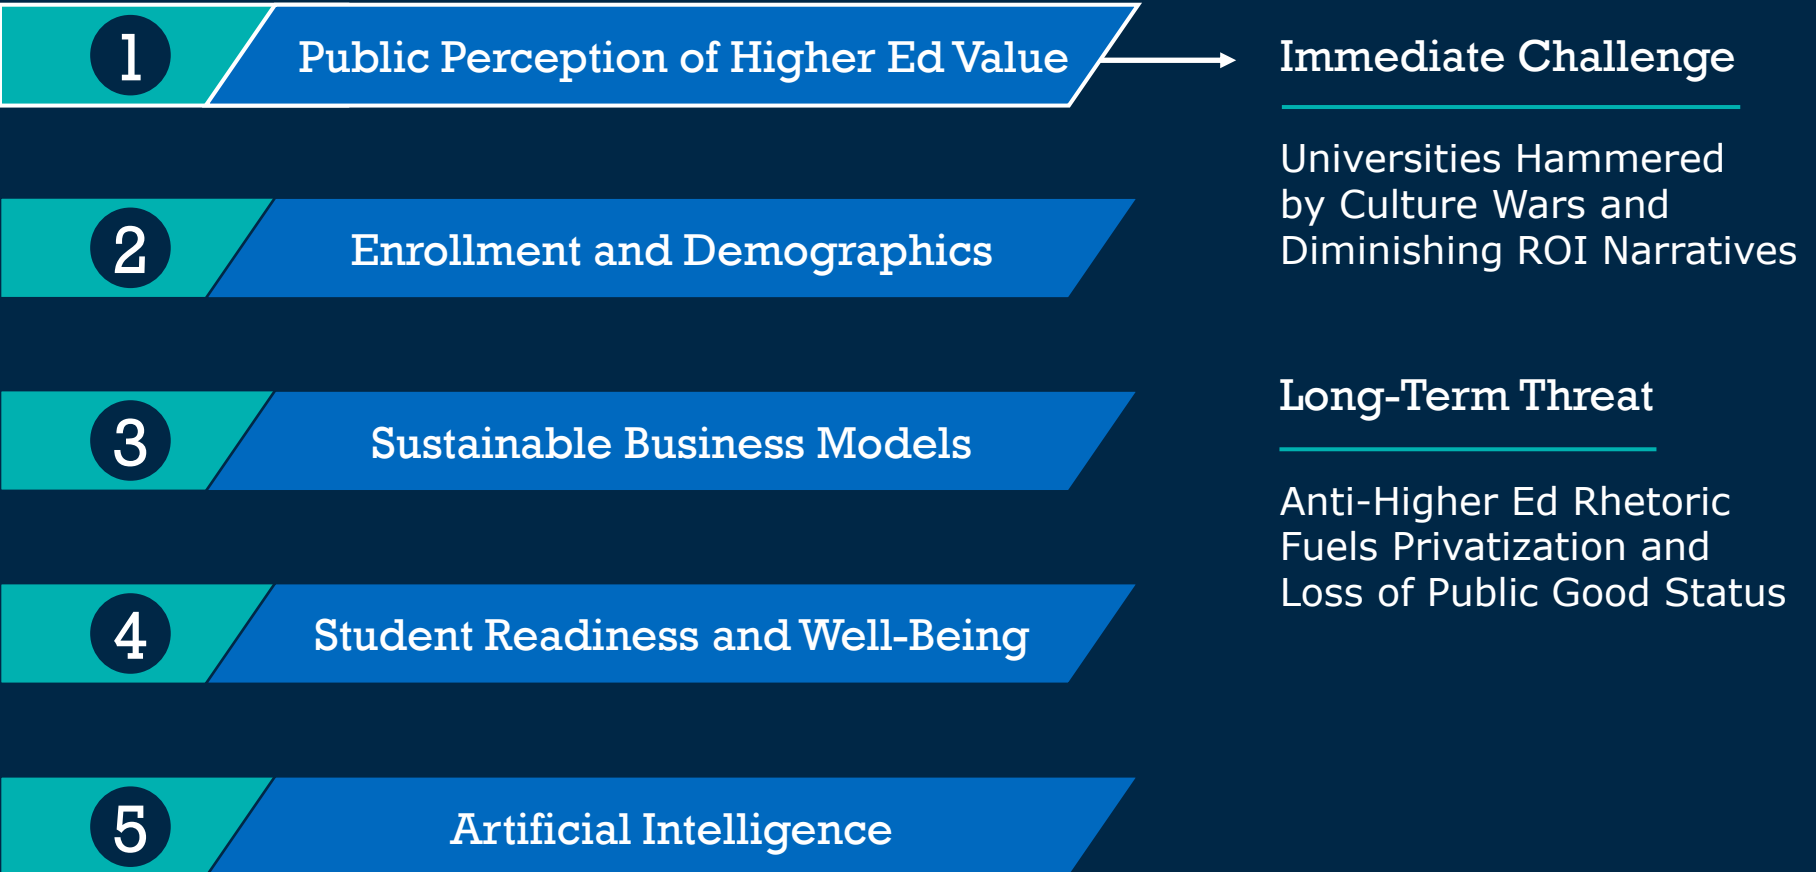 1
Public Perception of Higher Ed Value
2
Enrollment and Demographics
3
Sustainable Business Models
4
Student Readiness and Well-Being
5
Artificial Intelligence
Immediate Challenge
Universities Hammered
by Culture Wars and
Diminishing ROI Narratives
Long-Term Threat
Anti-Higher Ed Rhetoric
Fuels Privatization and
Loss of Public Good Status